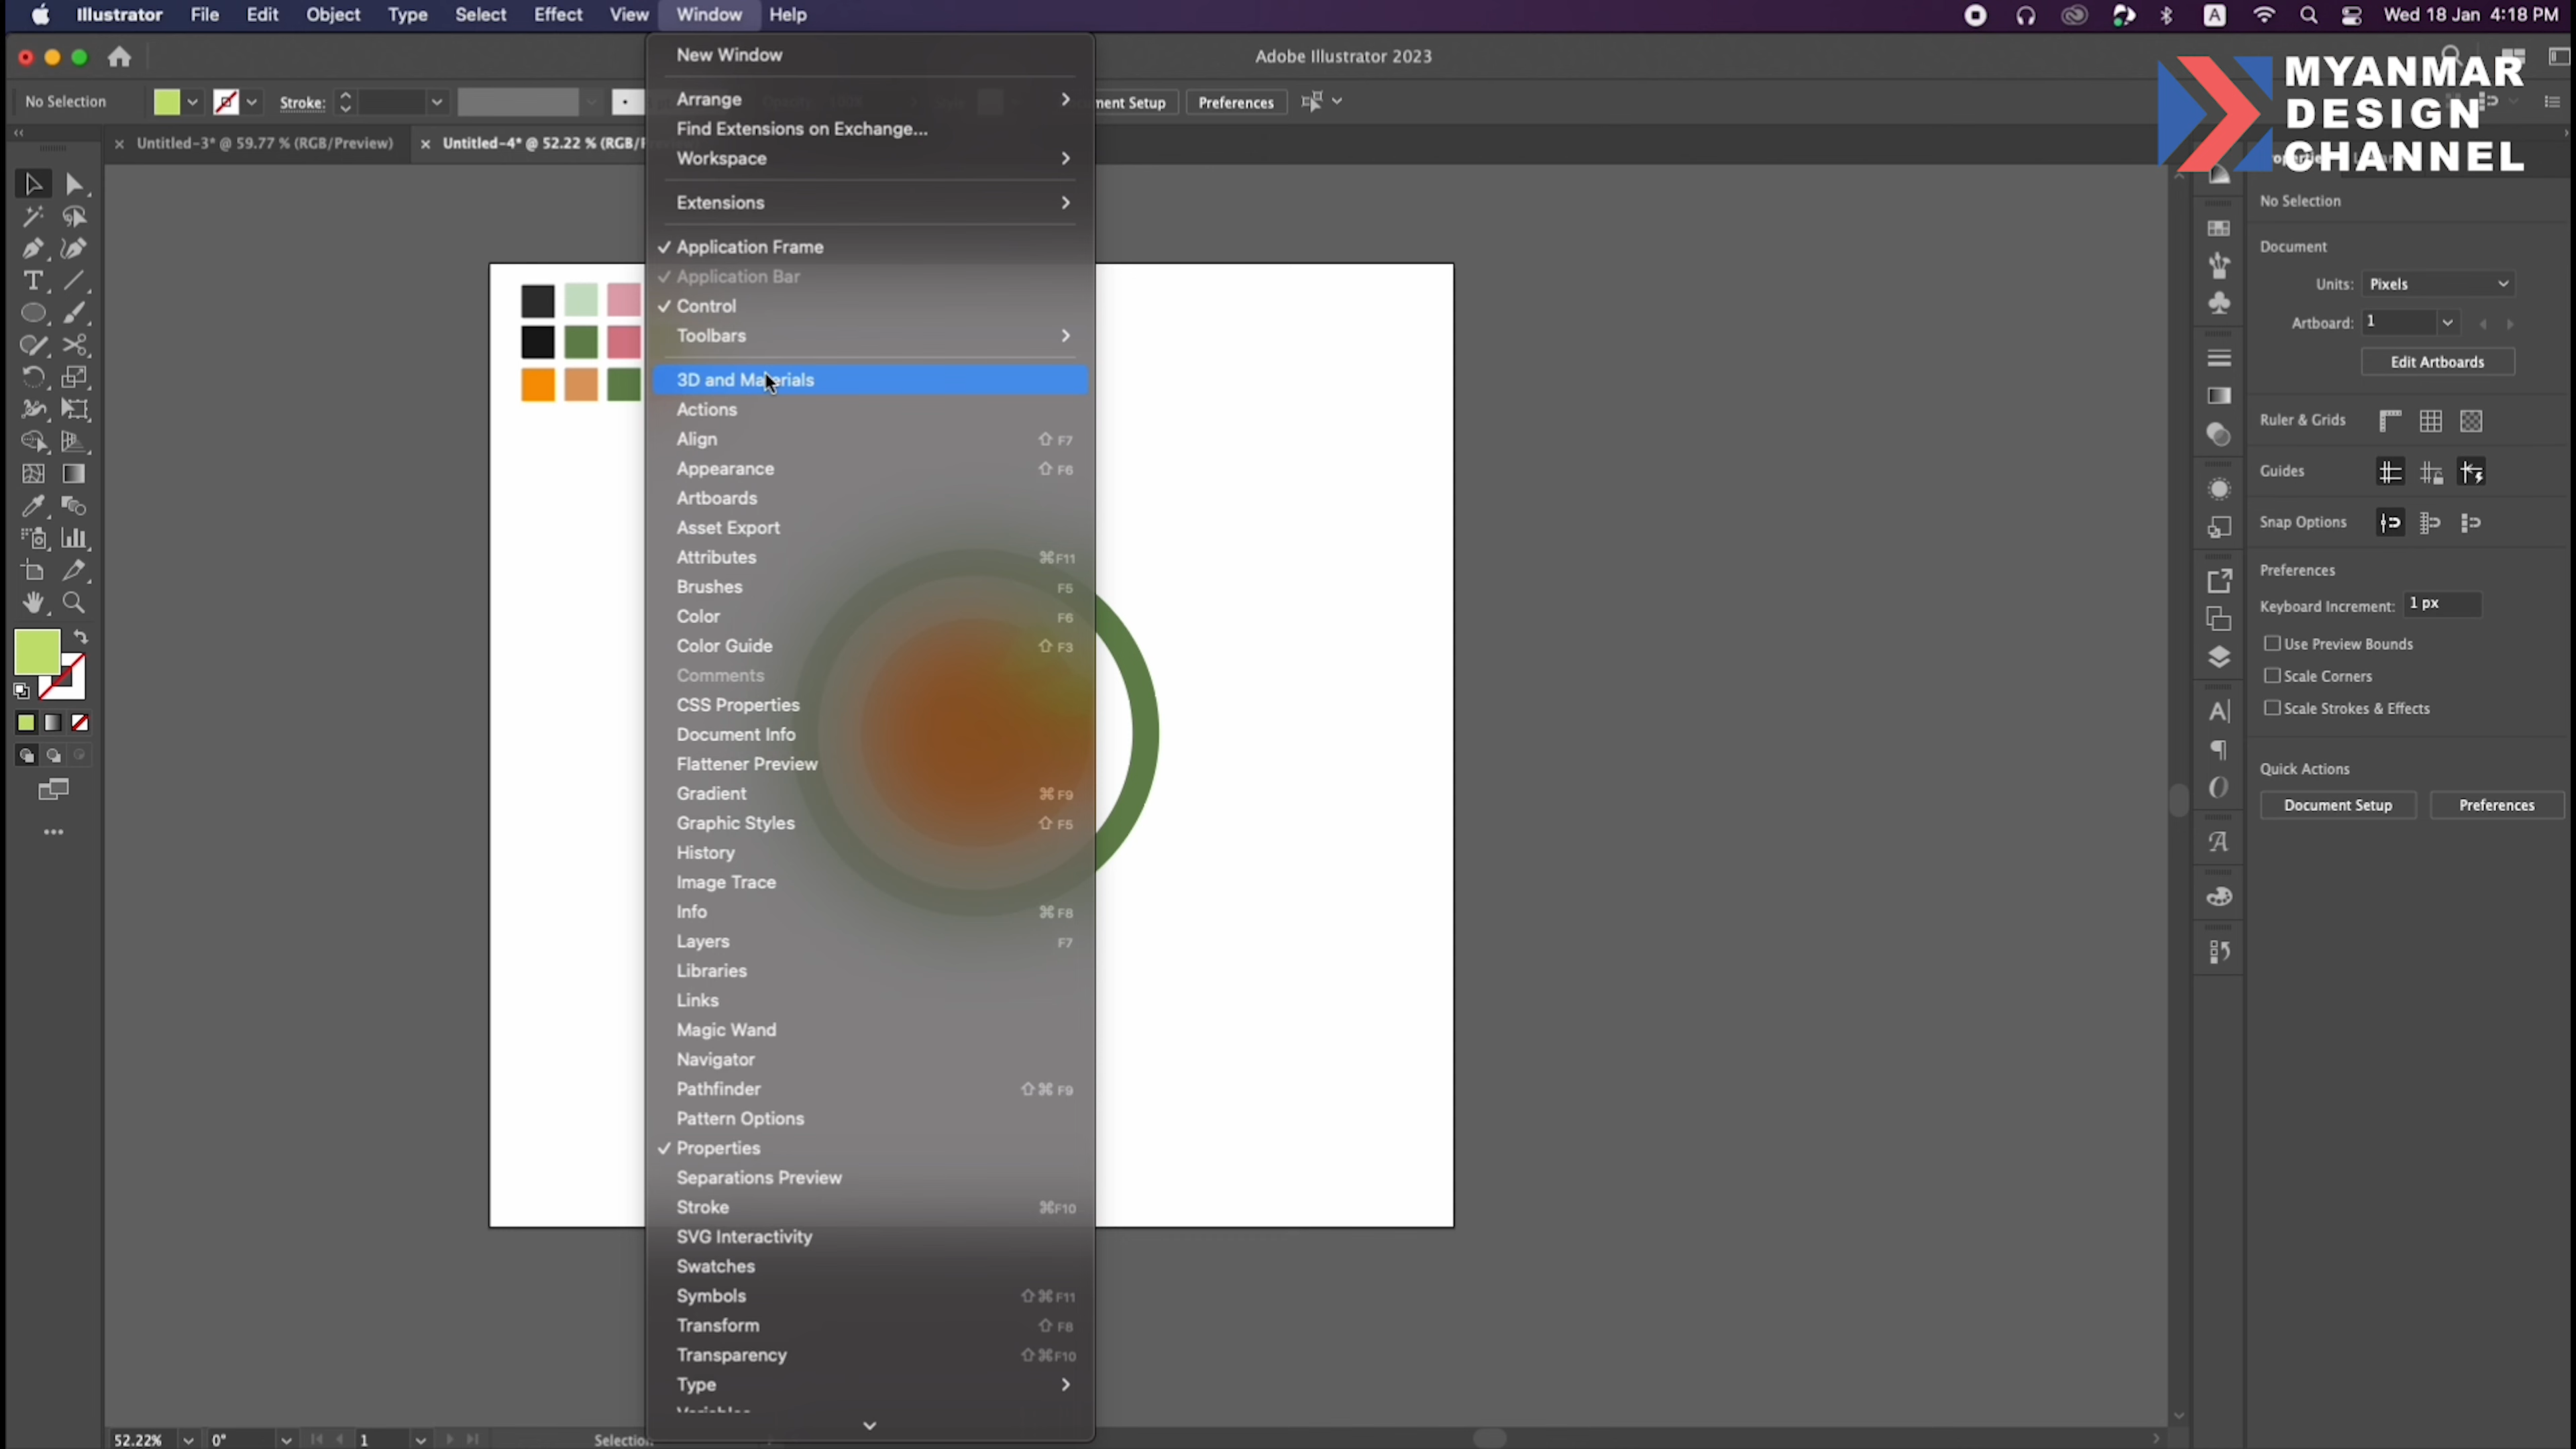 Illustrator File Edit Object Type Select Effect View Window Help
A Wed 18 Jan 4:18 PM
Adobe Illustrator 2023
MYANMAR
DESIGN
CHANNEL
No Selection Stroke: ment Setup Preferences
× Untitled-3* @ 59.77 % (RGB/Preview) × Untitled-4* @ 52.22 % (RGB/
New Window
Arrange
Find Extensions on Exchange...
Workspace
Extensions
✓ Application Frame
✓ Application Bar
✓ Control
Toolbars
3D and Materials
Actions
Align ⇧ F7
Appearance ⇧ F6
Artboards
Asset Export
Attributes ⌘F11
Brushes F5
Color F6
Color Guide ⇧ F3
Comments
CSS Properties
Document Info
Flattener Preview
Gradient ⌘ F9
Graphic Styles ⇧ F5
History
Image Trace
Info ⌘ F8
Layers F7
Libraries
Links
Magic Wand
Navigator
Pathfinder ⇧⌘ F9
Pattern Options
✓ Properties
Separations Preview
Stroke ⌘F10
SVG Interactivity
Swatches
Symbols ⇧⌘F11
Transform ⇧ F8
Transparency ⇧⌘F10
Type
No Selection
Document
Units: Pixels
Artboard: 1
Edit Artboards
Ruler & Grids
Guides
Snap Options
Preferences
Keyboard Increment: 1 px
Use Preview Bounds
Scale Corners
Scale Strokes & Effects
Quick Actions
Document Setup Preferences
52.22% 0° 1 Selection